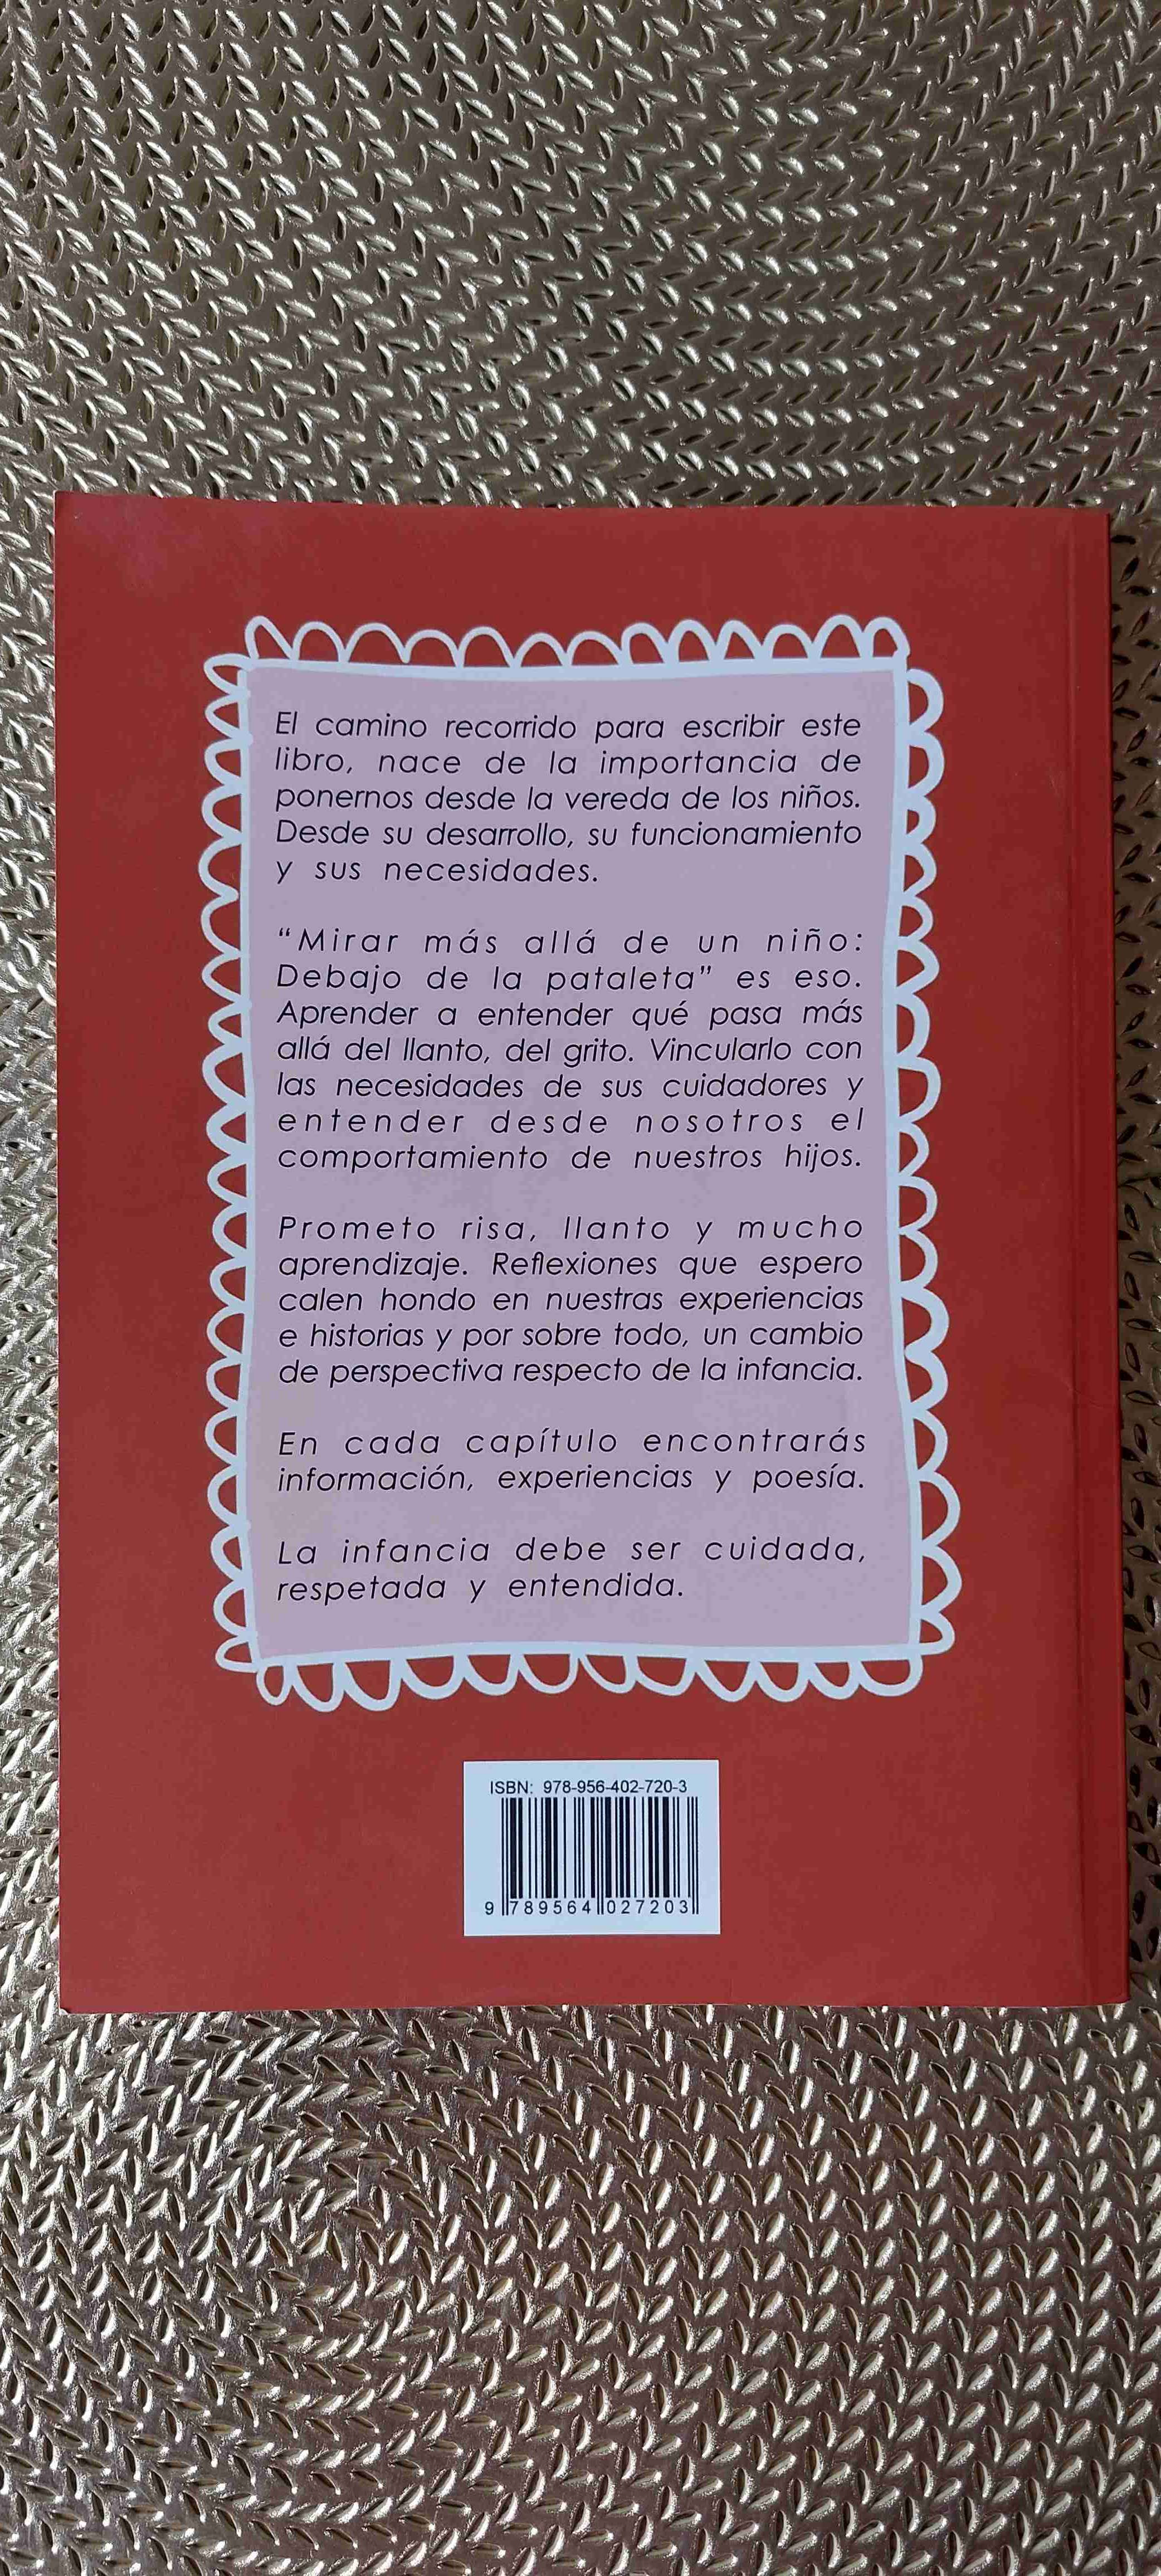 El camino recorrido para escribir este
libro, nace de la importancia de
ponernos desde la vereda de los niños.
Desde su desarrollo, su funcionamiento
y sus necesidades.
“Mirar más allá de un niño:
Debajo de la pataleta” es eso.
Aprender a entender qué pasa más
allá del llanto, del grito. Vincularlo con
las necesidades de sus cuidadores y
entender desde nosotros el
comportamiento de nuestros hijos.
Prometo risa, llanto y mucho
aprendizaje. Reflexiones que espero
calen hondo en nuestras experiencias
e historias y por sobre todo, un cambio
de perspectiva respecto de la infancia.
En cada capítulo encontrarás
información, experiencias y poesía.
La infancia debe ser cuidada,
respetada y entendida.
ISBN: 978-956-402-720-3
9 789564 027203